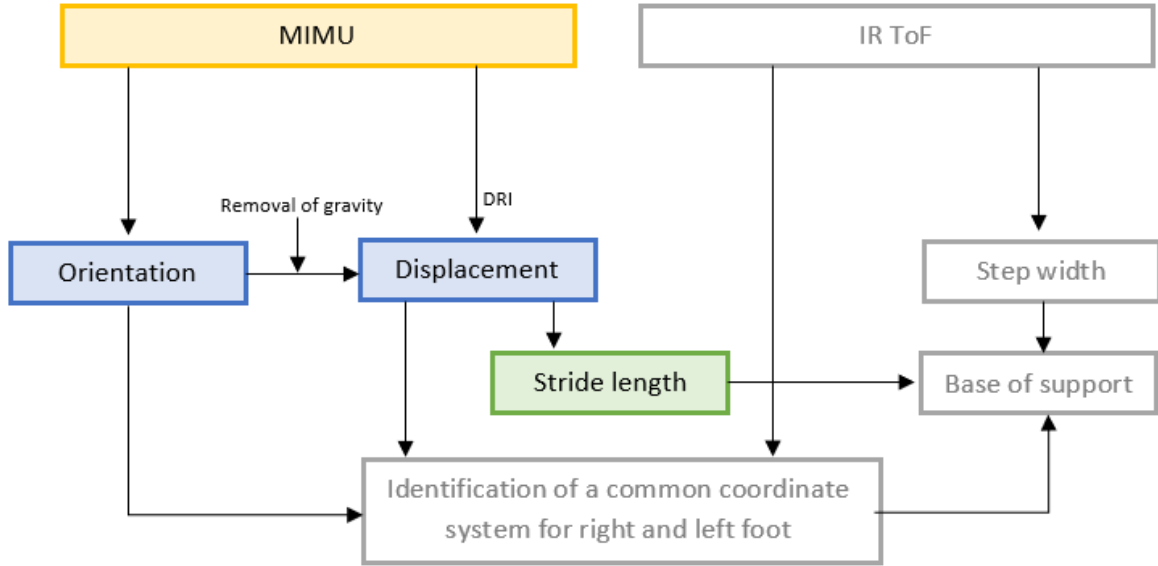 MIMU
IR ToF
Removal of gravity
DRI
Orientation
Displacement
Step width
Stride length
Base of support
Identification of a common coordinate
system for right and left foot